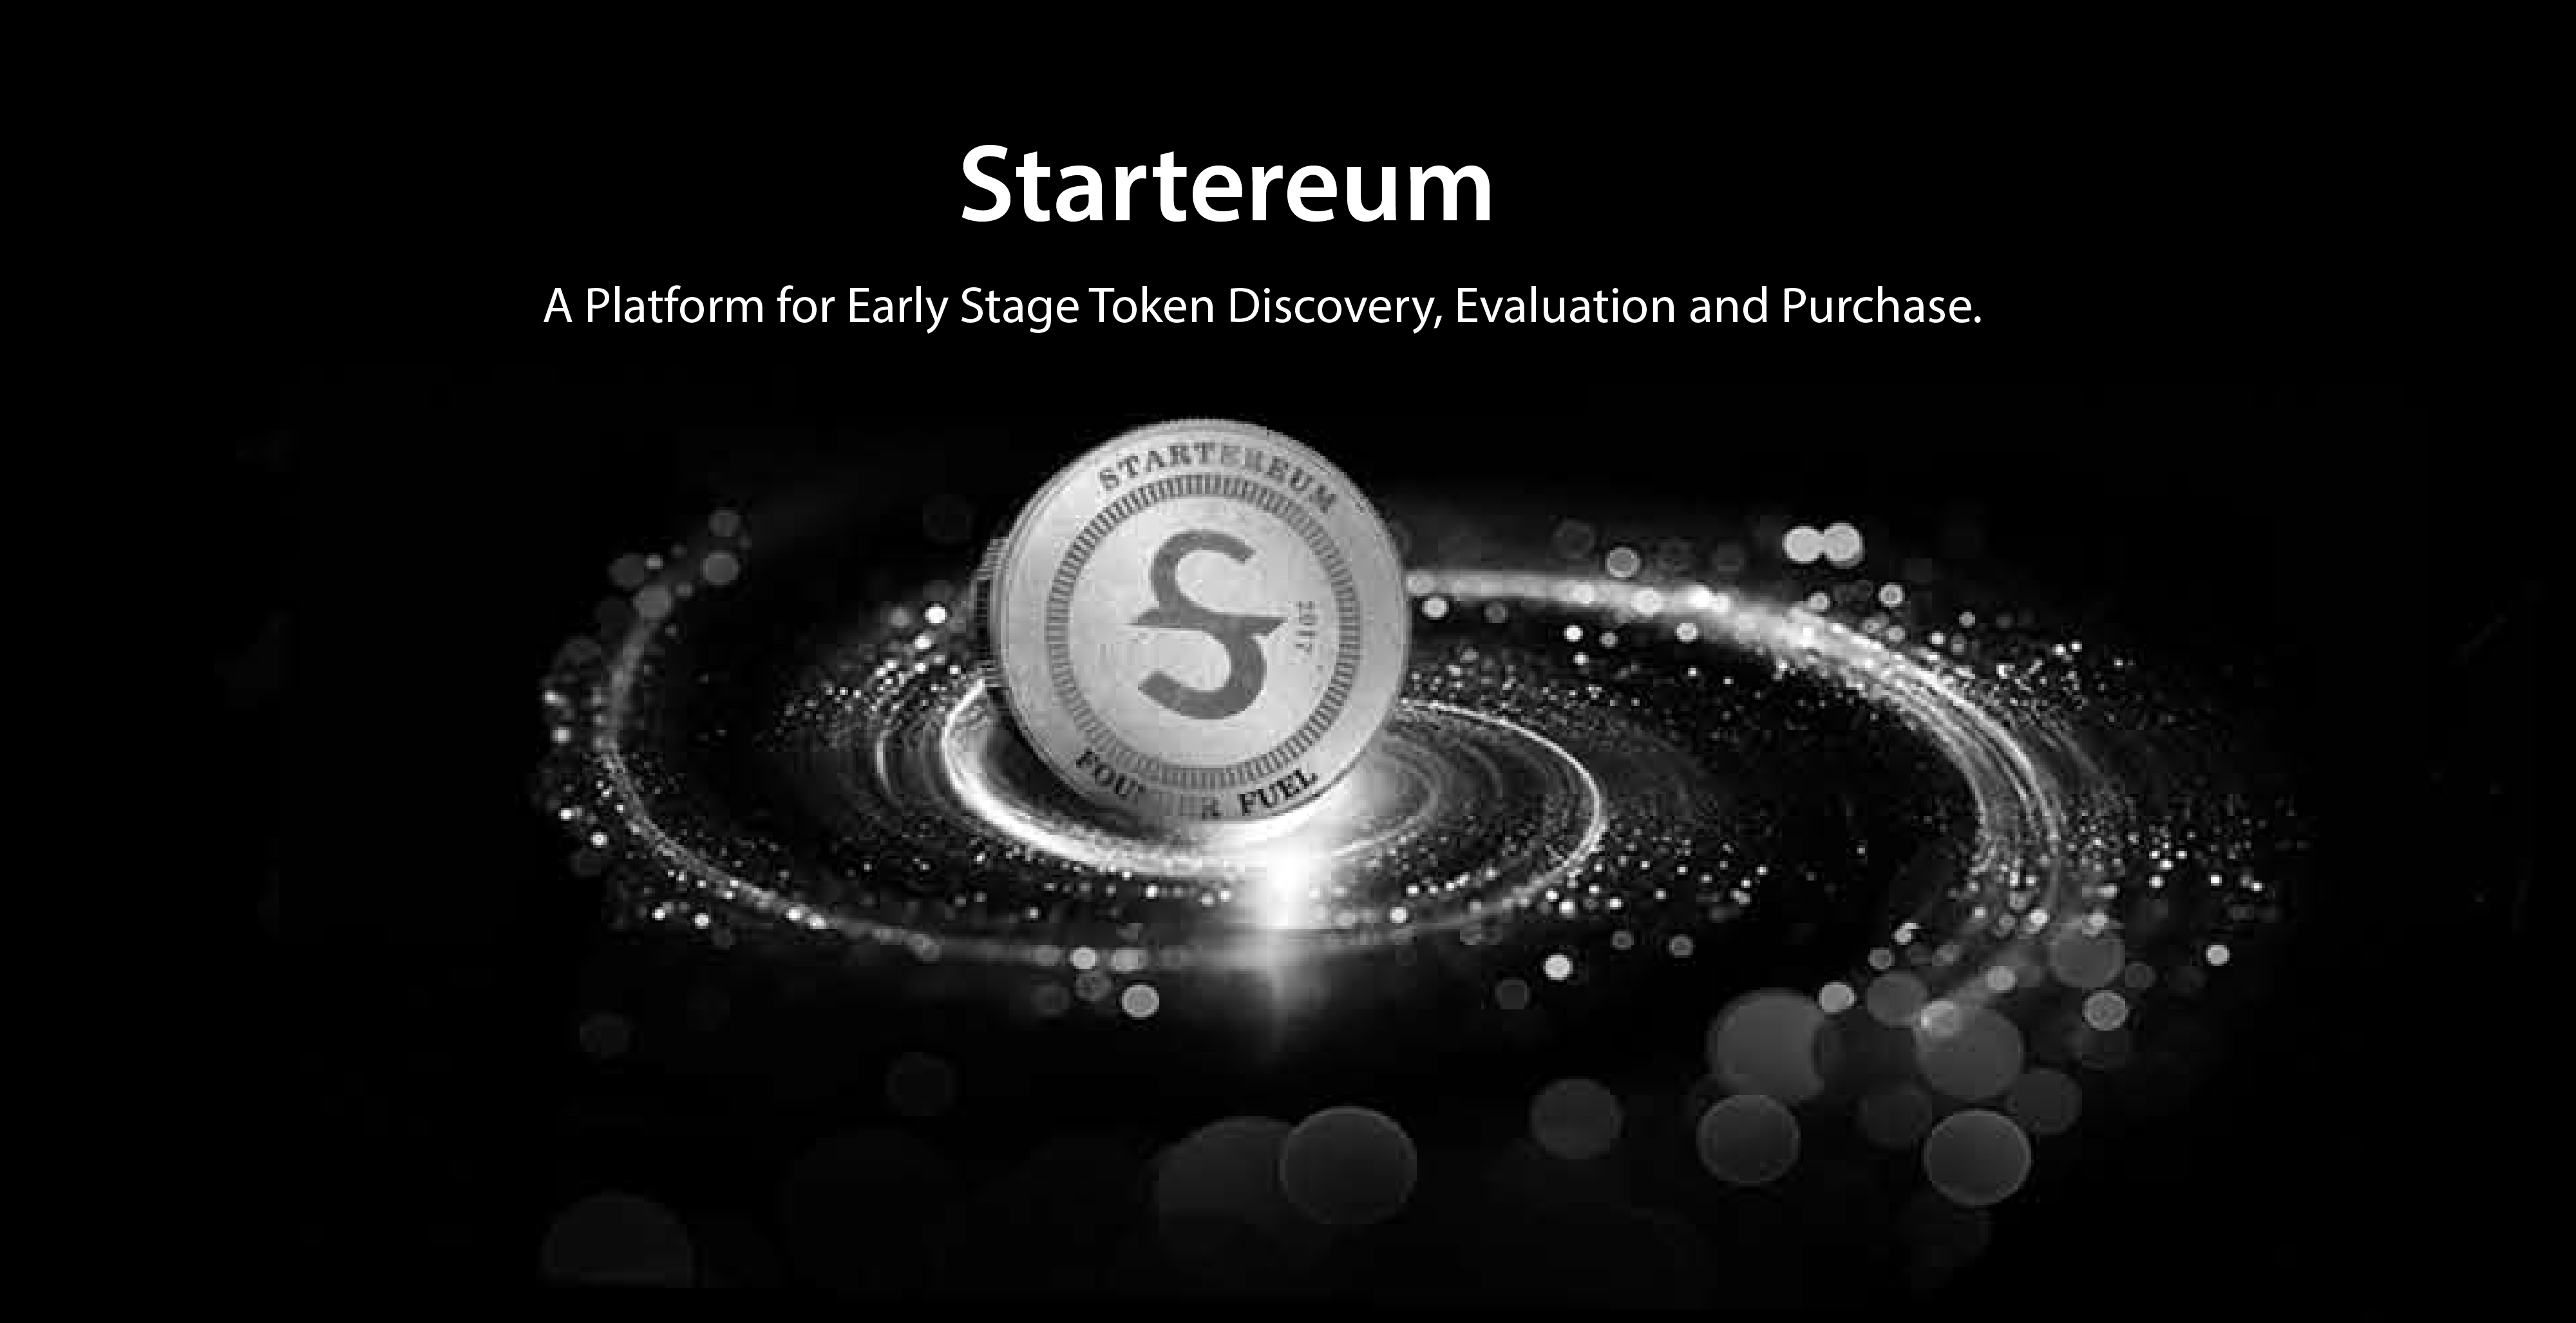 Startereum
A Platform for Early Stage Token Discovery, Evaluation and Purchase.
STARTEREUM
2017
FUEL